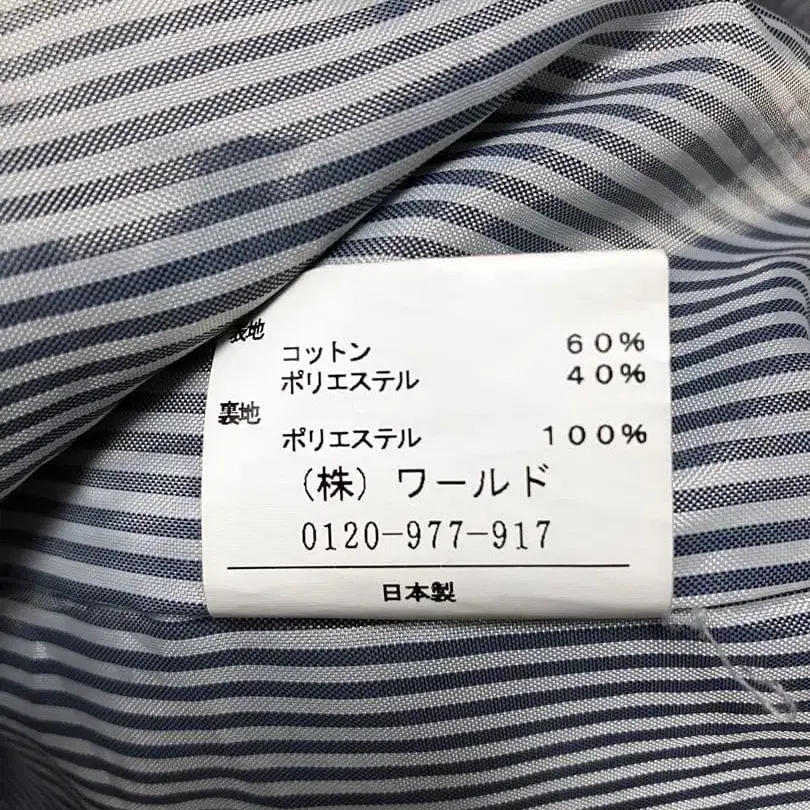 表地
コットン 60%
ポリエステル 40%
裏地
ポリエステル 100%
(株) ワールド
0120-977-917
日本製